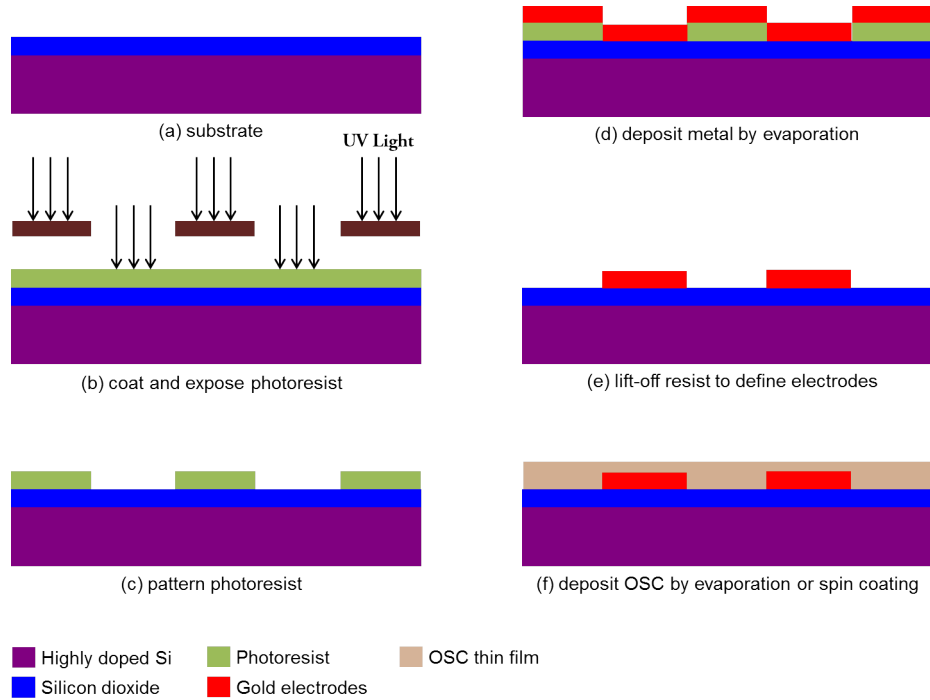 (a) substrate
UV Light
(b) coat and expose photoresist
(c) pattern photoresist
(d) deposit metal by evaporation
(e) lift-off resist to define electrodes
(f) deposit OSC by evaporation or spin coating
Highly doped Si
Photoresist
OSC thin film
Silicon dioxide
Gold electrodes